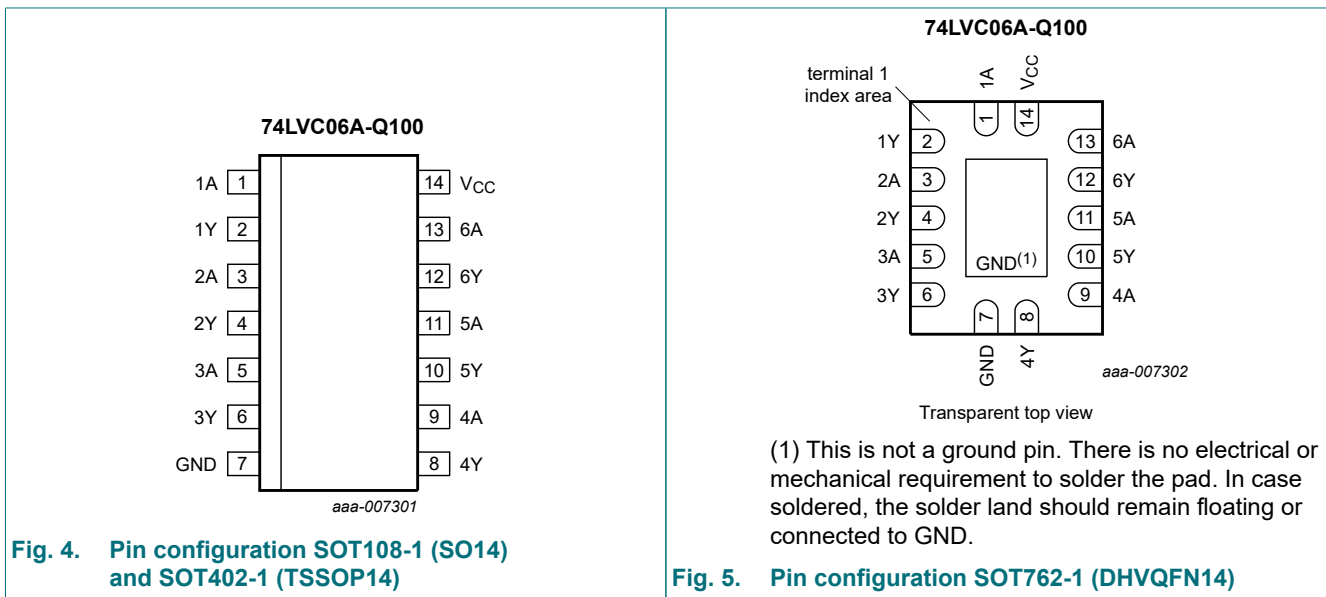 74LVC06A-Q100
1A 1
14 VCC
1Y 2
13 6A
2A 3
12 6Y
2Y 4
11 5A
3A 5
10 5Y
3Y 6
9 4A
GND 7
8 4Y
aaa-007301
Fig. 4. Pin configuration SOT108-1 (SO14)
and SOT402-1 (TSSOP14)
74LVC06A-Q100
terminal 1
index area
1A
VCC
1
14
1Y 2
13 6A
2A 3
12 6Y
2Y 4
11 5A
3A 5
10 5Y
GND(1)
3Y 6
9 4A
7
8
GND
4Y
aaa-007302
Transparent top view
(1) This is not a ground pin. There is no electrical or
mechanical requirement to solder the pad. In case
soldered, the solder land should remain floating or
connected to GND.
Fig. 5. Pin configuration SOT762-1 (DHVQFN14)